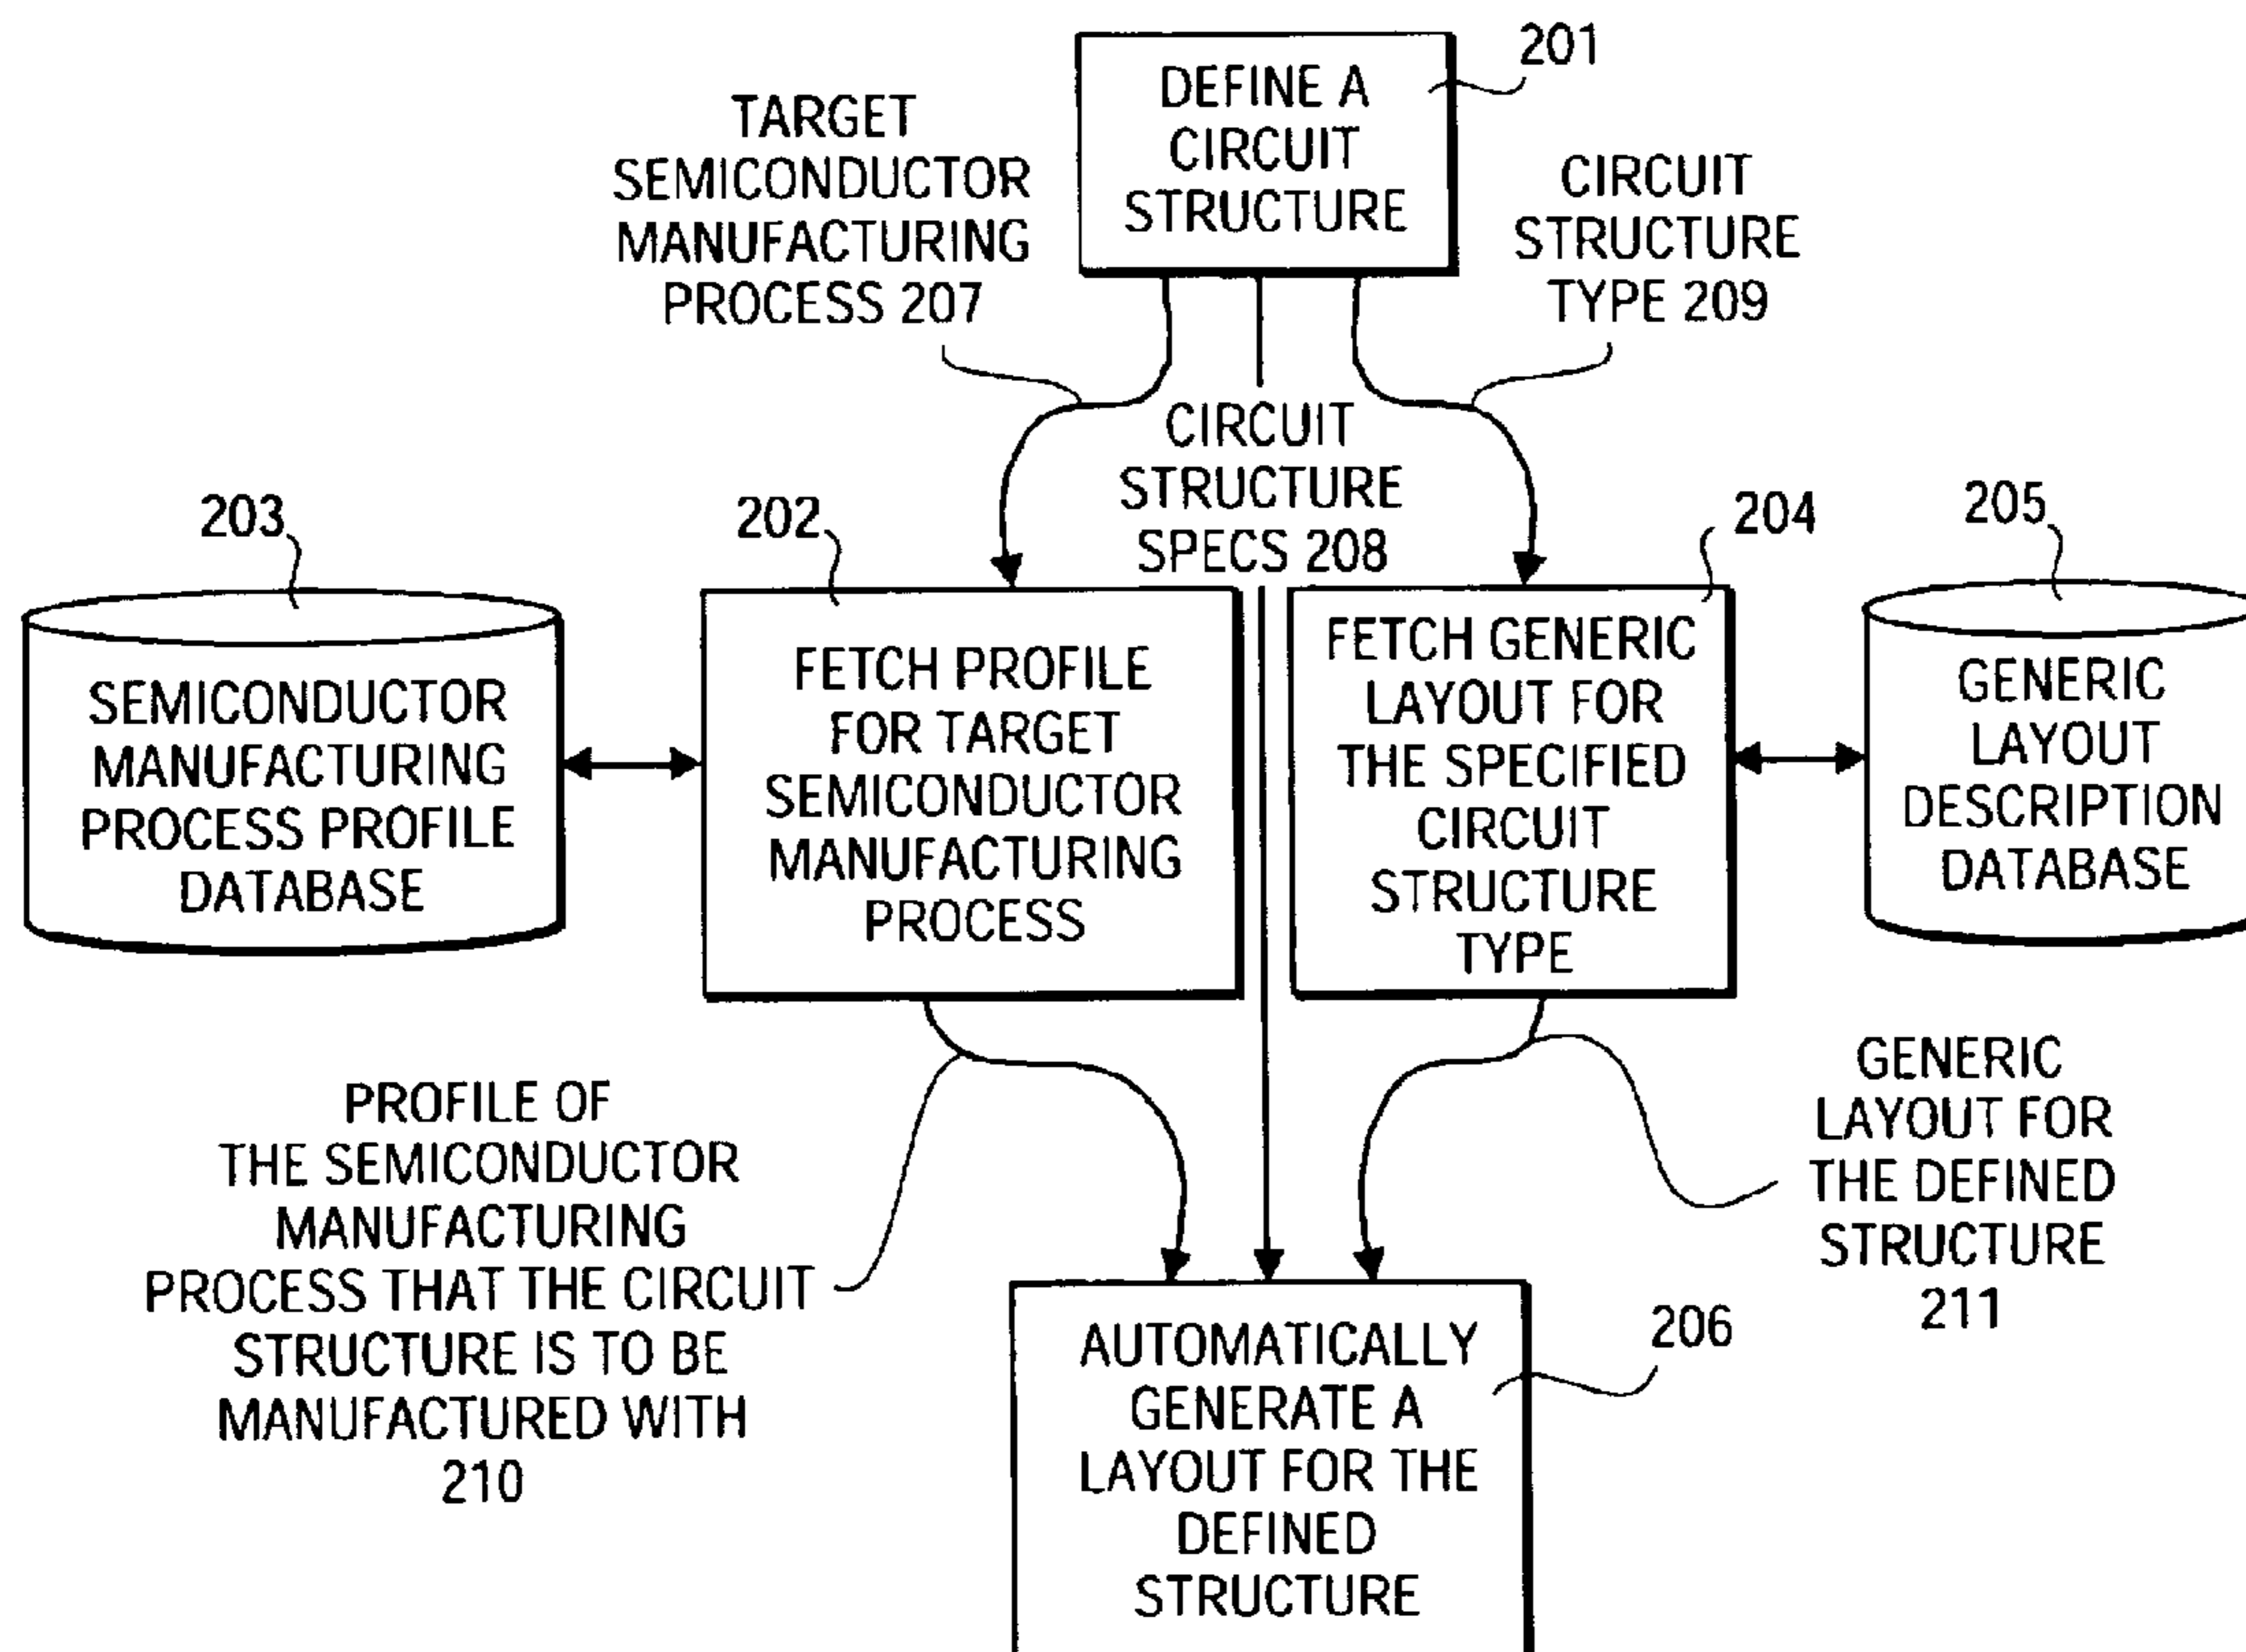 201
DEFINE A
CIRCUIT
STRUCTURE
TARGET
SEMICONDUCTOR
MANUFACTURING
PROCESS 207
CIRCUIT
STRUCTURE
TYPE 209
CIRCUIT
STRUCTURE
SPECS 208
203
202
204
205
SEMICONDUCTOR
MANUFACTURING
PROCESS PROFILE
DATABASE
FETCH PROFILE
FOR TARGET
SEMICONDUCTOR
MANUFACTURING
PROCESS
FETCH GENERIC
LAYOUT FOR
THE SPECIFIED
CIRCUIT
STRUCTURE
TYPE
GENERIC
LAYOUT
DESCRIPTION
DATABASE
PROFILE OF
THE SEMICONDUCTOR
MANUFACTURING
PROCESS THAT THE CIRCUIT
STRUCTURE IS TO BE
MANUFACTURED WITH
210
GENERIC
LAYOUT FOR
THE DEFINED
STRUCTURE
211
206
AUTOMATICALLY
GENERATE A
LAYOUT FOR THE
DEFINED
STRUCTURE